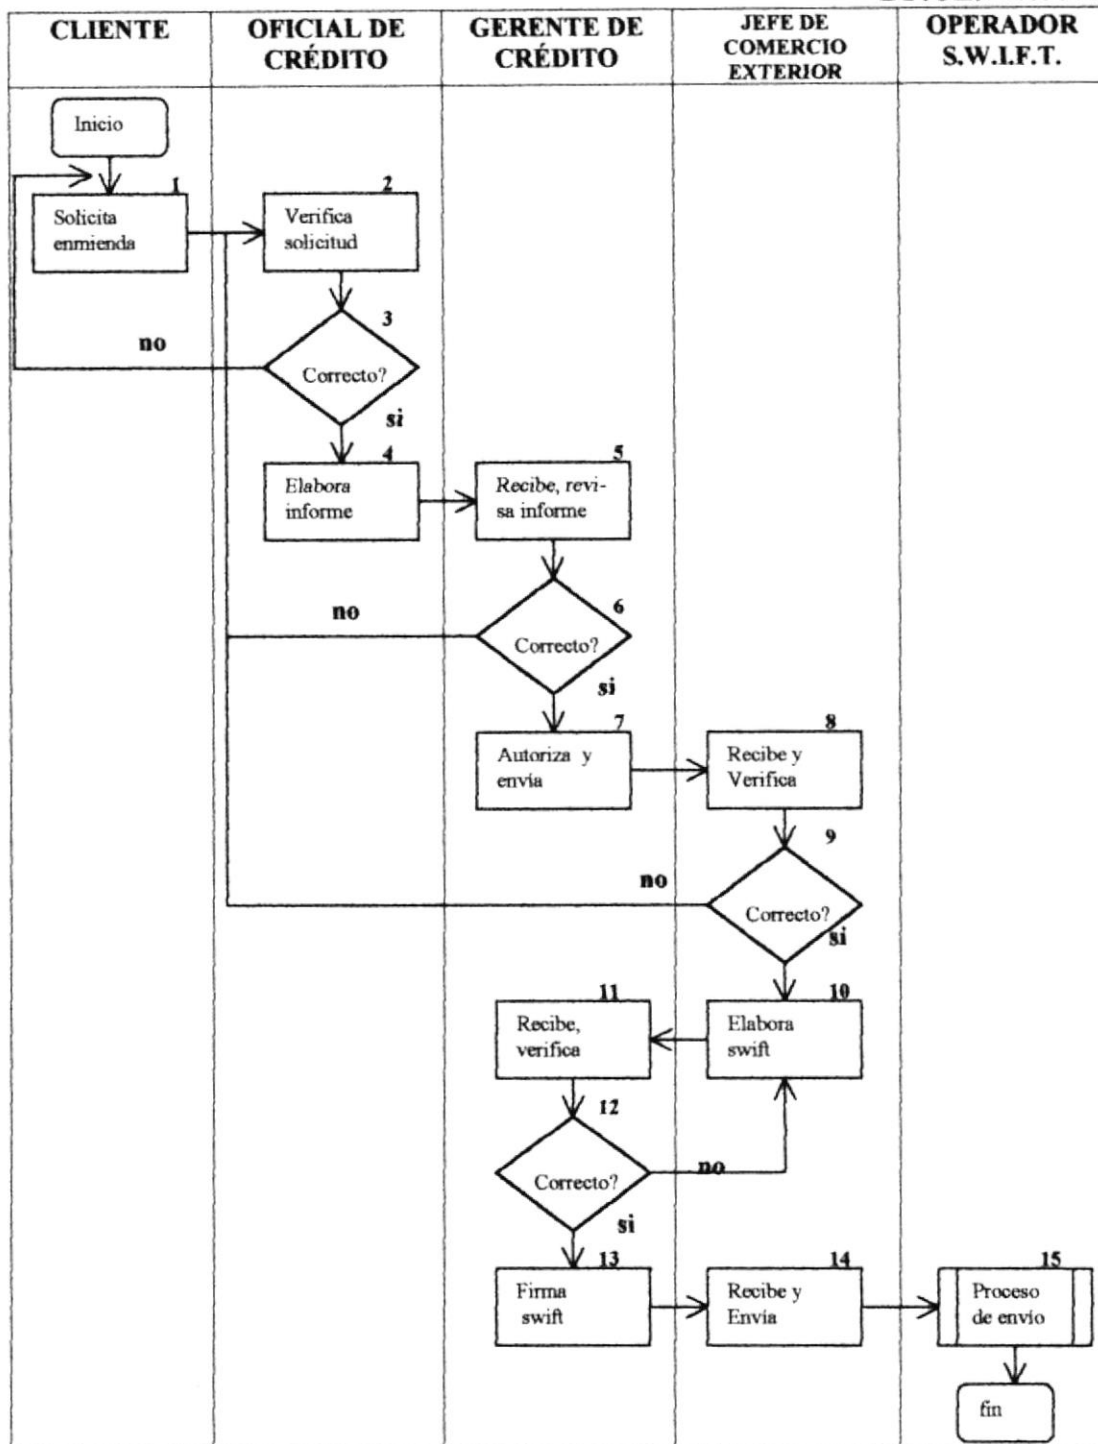 CLIENTE
OFICIAL DE
CRÉDITO
GERENTE DE
CRÉDITO
JEFE DE
COMERCIO
EXTERIOR
OPERADOR
S.W.I.F.T.
Inicio
1
Solicita
enmienda
2
Verifica
solicitud
3
no
Correcto?
si
4
Elabora
informe
5
Recibe, revi-
sa informe
6
no
Correcto?
si
7
Autoriza y
envía
8
Recibe y
Verifica
9
no
Correcto?
si
10
Elabora
swift
11
Recibe,
verifica
12
Correcto?
no
si
13
Firma
swift
14
Recibe y
Envía
15
Proceso
de envío
fin